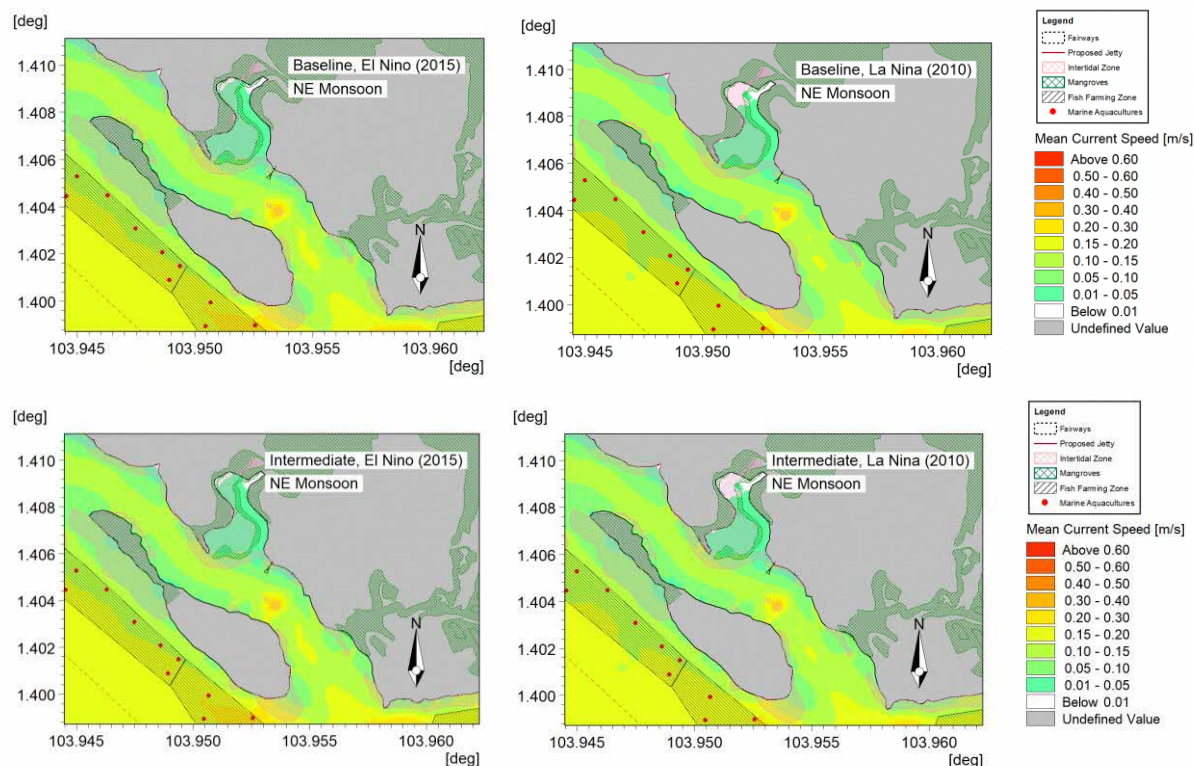 [deg]
1.410
1.408
1.406
1.404
1.402
1.400
Baseline, El Nino (2015)
NE Monsoon
N
103.945
103.950
103.955
103.960
[deg]
[deg]
1.410
1.408
1.406
1.404
1.402
1.400
Baseline, La Nina (2010)
NE Monsoon
N
103.945
103.950
103.955
103.960
[deg]
Legend
Fairways
Proposed Jetty
Intertidal Zone
Mangroves
Fish Farming Zone
Marine Aquacultures
Mean Current Speed [m/s]
Above 0.60
0.50 - 0.60
0.40 - 0.50
0.30 - 0.40
0.20 - 0.30
0.15 - 0.20
0.10 - 0.15
0.05 - 0.10
0.01 - 0.05
Below 0.01
Undefined Value
[deg]
1.410
1.408
1.406
1.404
1.402
1.400
Intermediate, El Nino (2015)
NE Monsoon
N
103.945
103.950
103.955
103.960
[deg]
[deg]
1.410
1.408
1.406
1.404
1.402
1.400
Intermediate, La Nina (2010)
NE Monsoon
N
103.945
103.950
103.955
103.960
[deg]
Legend
Fairways
Proposed Jetty
Intertidal Zone
Mangroves
Fish Farming Zone
Marine Aquacultures
Mean Current Speed [m/s]
Above 0.60
0.50 - 0.60
0.40 - 0.50
0.30 - 0.40
0.20 - 0.30
0.15 - 0.20
0.10 - 0.15
0.05 - 0.10
0.01 - 0.05
Below 0.01
Undefined Value